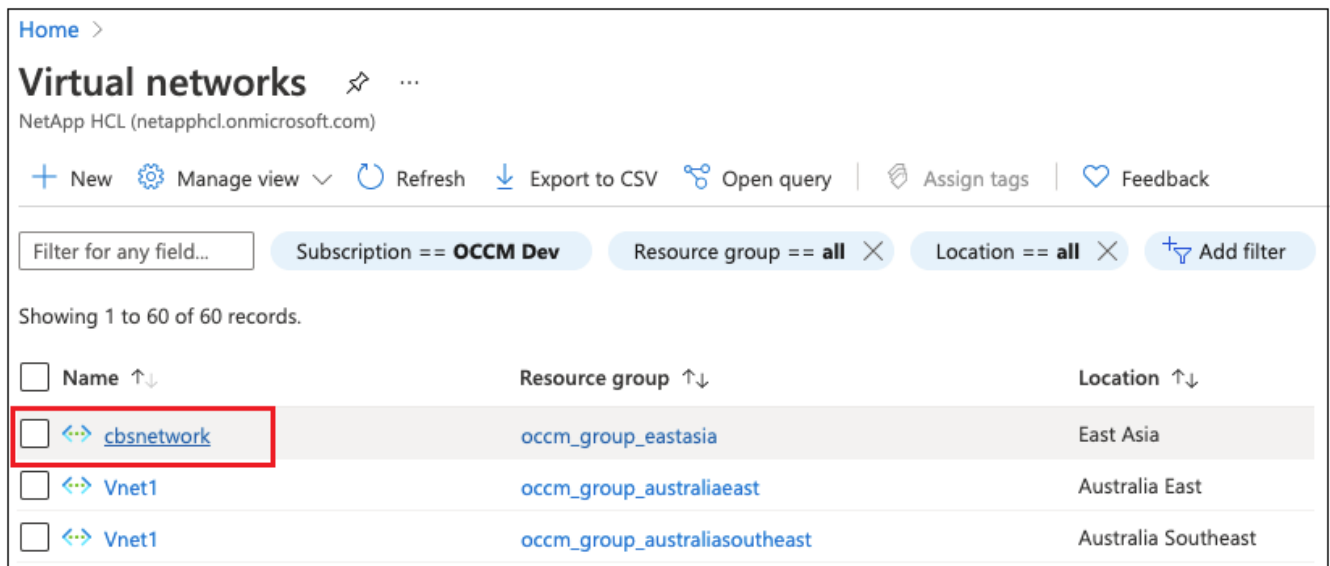 Home >
Virtual networks ...
NetApp HCL (netapphcl.onmicrosoft.com)
New Manage view Refresh Export to CSV Open query Assign tags Feedback
Filter for any field... Subscription == OCCM Dev Resource group == all Location == all Add filter
Showing 1 to 60 of 60 records.
Name Resource group Location
cbsnetwork occm_group_eastasia East Asia
Vnet1 occm_group_australiaeast Australia East
Vnet1 occm_group_australiasoutheast Australia Southeast